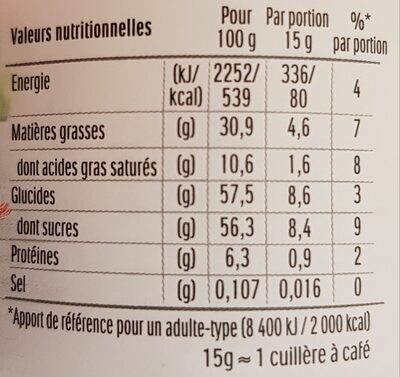 Valeurs nutritionnelles Pour 100 g Par portion 15 g %* par portion
Energie (kJ/ kcal) 2252/ 539 336/ 80 4
Matières grasses (g) 30,9 4,6 7
dont acides gras saturés (g) 10,6 1,6 8
Glucides (g) 57,5 8,6 3
dont sucres (g) 56,3 8,4 9
Protéines (g) 6,3 0,9 2
Sel (g) 0,107 0,016 0
*Apport de référence pour un adulte-type (8 400 kJ / 2 000 kcal)
15g ≈ 1 cuillère à café